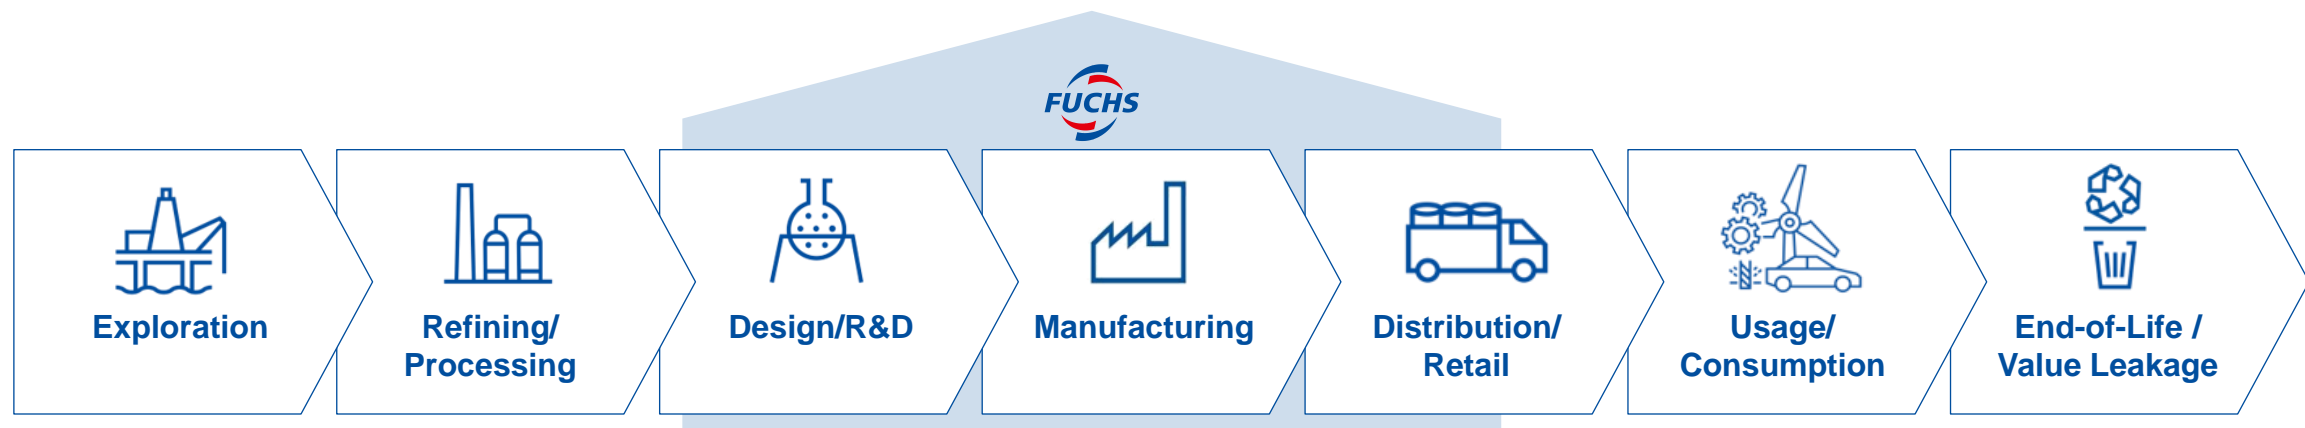 FUCHS
Exploration
Refining/
Processing
Design/R&D
Manufacturing
Distribution/
Retail
Usage/
Consumption
End-of-Life /
Value Leakage